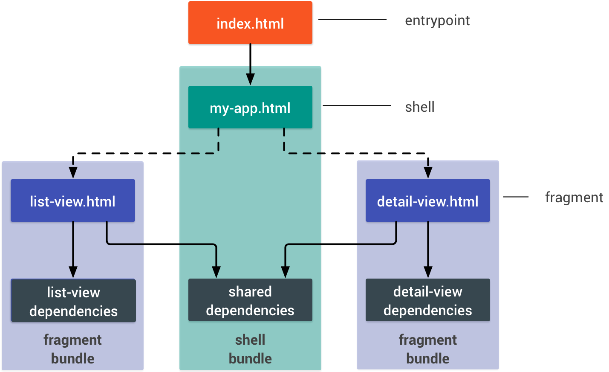 index.html
entrypoint
my-app.html
shell
list-view.html
detail-view.html
fragment
list-view
dependencies
shared
dependencies
detail-view
dependencies
fragment
bundle
shell
bundle
fragment
bundle